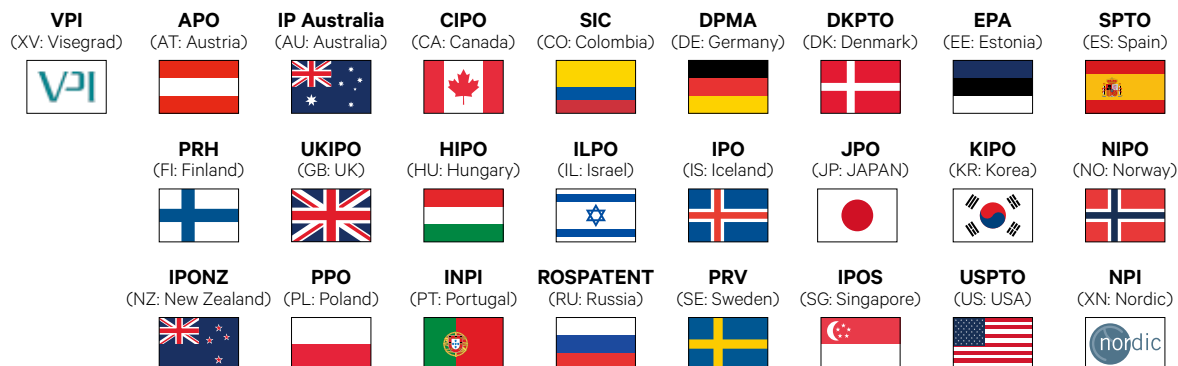 VPI APO IP Australia CIPO SIC DPMA DKPTO EPA SPTO
(XV: Visegrad) (AT: Austria) (AU: Australia) (CA: Canada) (CO: Colombia) (DE: Germany) (DK: Denmark) (EE: Estonia) (ES: Spain)
VPI
PRH UKIPO HIPO ILPO IPO JPO KIPO NIPO
(FI: Finland) (GB: UK) (HU: Hungary) (IL: Israel) (IS: Iceland) (JP: JAPAN) (KR: Korea) (NO: Norway)
IPONZ PPO INPI ROSPATENT PRV IPOS USPTO NPI
(NZ: New Zealand) (PL: Poland) (PT: Portugal) (RU: Russia) (SE: Sweden) (SG: Singapore) (US: USA) (XN: Nordic)
nordic